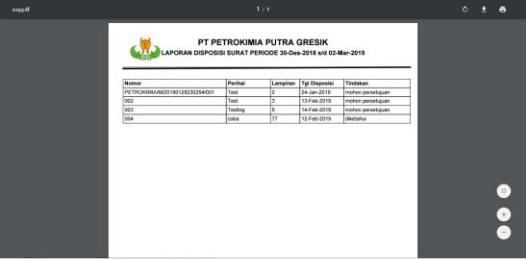 1 / 1
PT PETROKIMIA PUTRA GRESIK
LAPORAN DISPOSISI SURAT PERIODE 30-Des-2018 s/d 02-Mar-2019
Nomor Perihal Lampiran Tgl Disposisi Tindakan
PETROKIMIA/M/20190128230254/001 Test 2 24-Jan-2019 mohon persetujuan
002 Test 3 13-Feb-2019 mohon persetujuan
003 Testing 5 14-Feb-2019 mohon persetujuan
004 coba 77 12-Feb-2019 diketahui